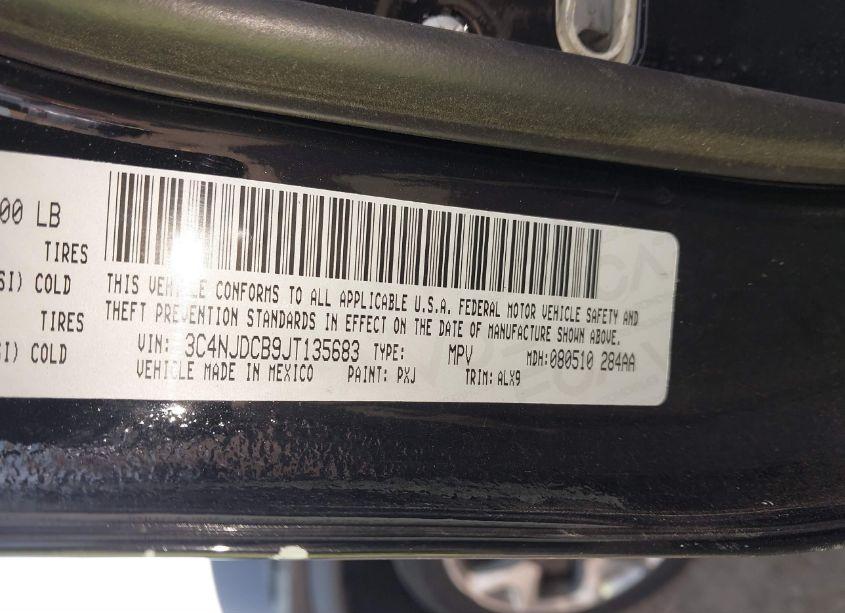 00 LB
TIRES
SI) COLD
TIRES
SI) COLD
THIS VEHICLE CONFORMS TO ALL APPLICABLE U.S.A. FEDERAL MOTOR VEHICLE SAFETY AND
THEFT PREVENTION STANDARDS IN EFFECT ON THE DATE OF MANUFACTURE SHOWN ABOVE.
VIN: 3C4NJDCB9JT135683 TYPE: MPV MDH:080510 284AA
VEHICLE MADE IN MEXICO PAINT: PXJ TRIM: ALX9